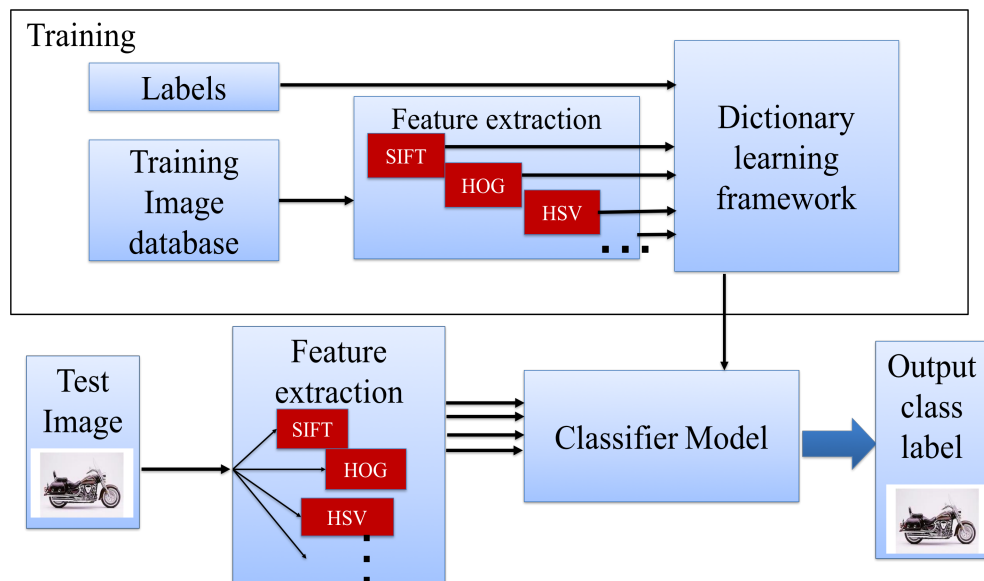 Training
Labels
Training
Image
database
Feature extraction
SIFT
HOG
HSV
Dictionary
learning
framework
Test
Image
Feature
extraction
SIFT
HOG
HSV
Classifier Model
Output
class
label